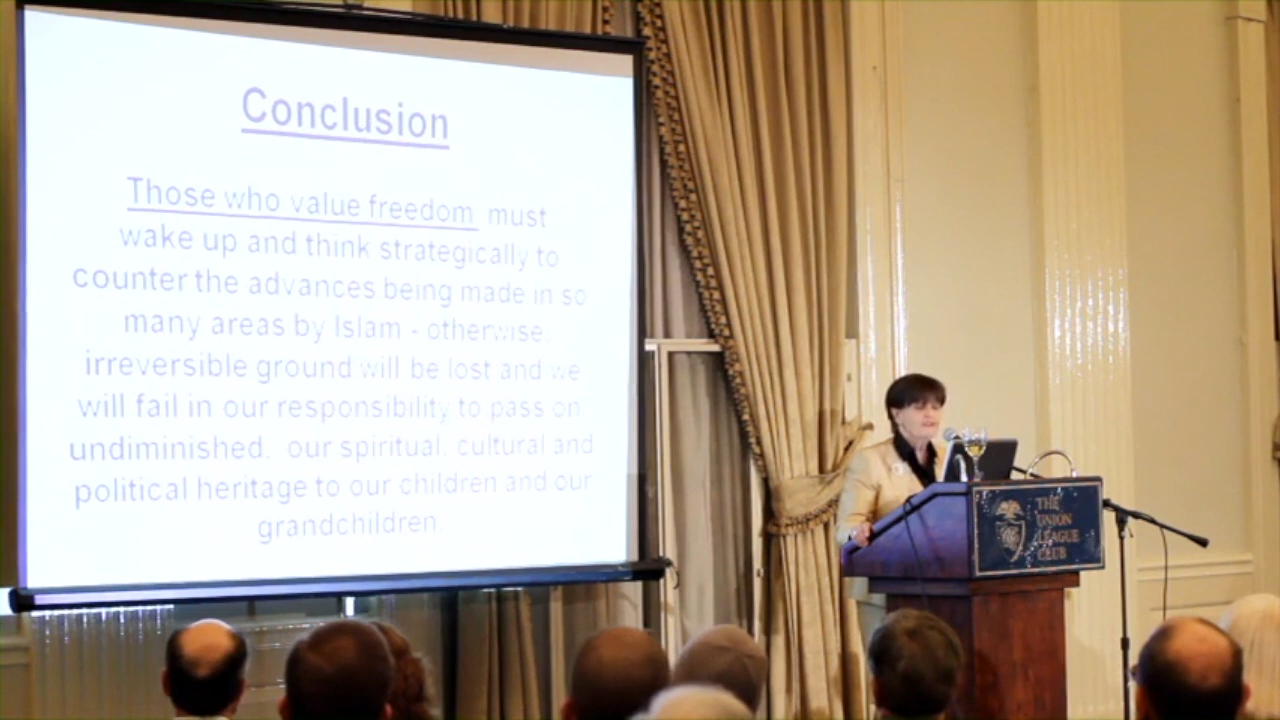 Conclusion
Those who value freedom must
wake up and think strategically to
counter the advances being made in so
many areas by Islam - otherwise,
irreversible ground will be lost and we
will fail in our responsibility to pass on
undiminished, our spiritual, cultural and
political heritage to our children and our
grandchildren.
THE
UNION
LEAGUE
CLUB